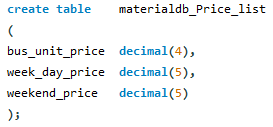 create table materialdb_Price_list
(
bus_unit_price decimal(4),
week_day_price decimal(5),
weekend_price decimal(5)
);